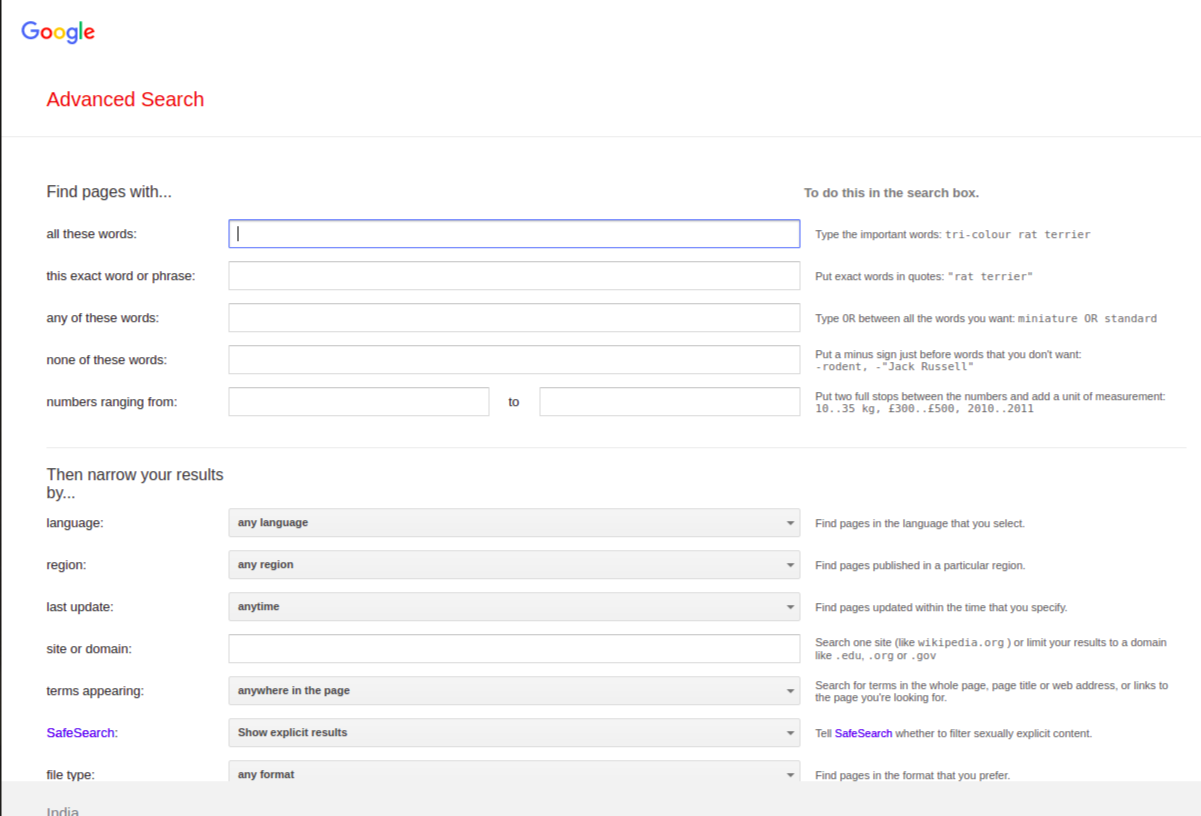 Google
Advanced Search
Find pages with...
To do this in the search box.
all these words:
Type the important words: tri-colour rat terrier
this exact word or phrase:
Put exact words in quotes: "rat terrier"
any of these words:
Type OR between all the words you want: miniature OR standard
none of these words:
Put a minus sign just before words that you don't want:
-rodent, -"Jack Russell"
numbers ranging from:
to
Put two full stops between the numbers and add a unit of measurement:
10..35 kg, £300..£500, 2010..2011
Then narrow your results
by...
language:
any language
Find pages in the language that you select.
region:
any region
Find pages published in a particular region.
last update:
anytime
Find pages updated within the time that you specify.
site or domain:
Search one site (like wikipedia.org ) or limit your results to a domain
like .edu, .org or .gov
terms appearing:
anywhere in the page
Search for terms in the whole page, page title or web address, or links to
the page you're looking for.
SafeSearch:
Show explicit results
Tell SafeSearch whether to filter sexually explicit content.
file type:
any format
Find pages in the format that you prefer.
India